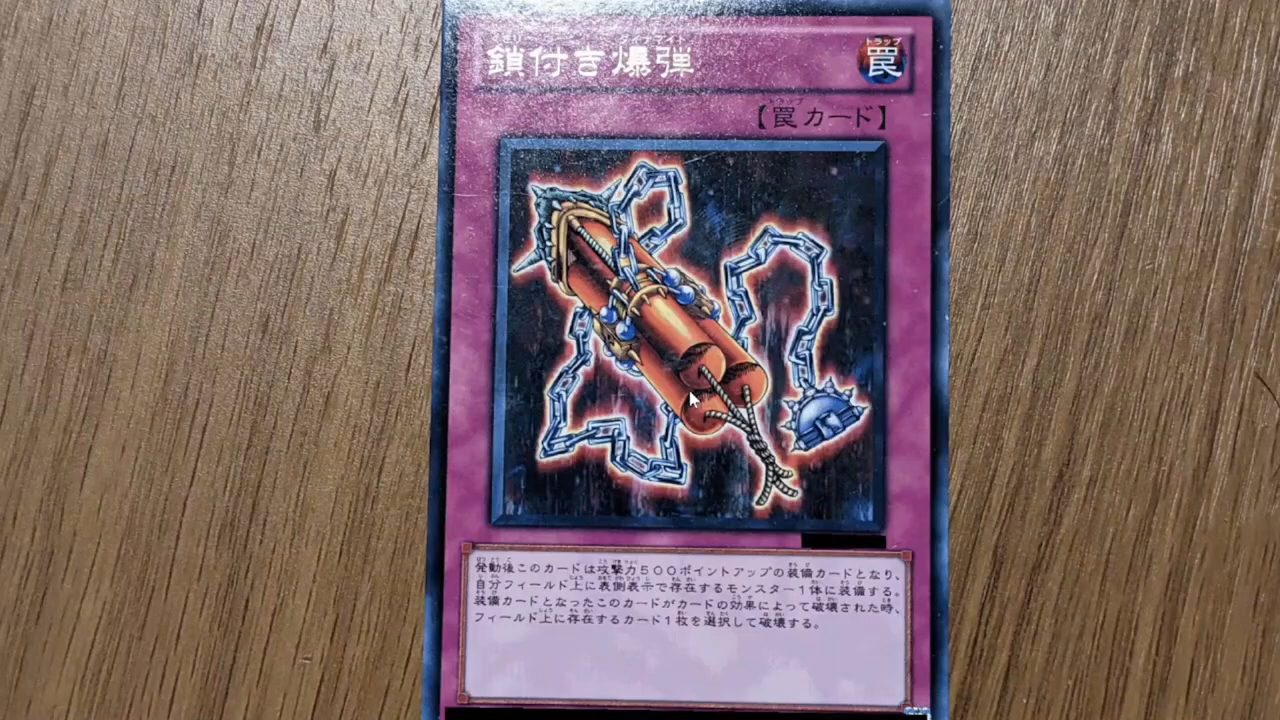 鎖付き爆弾
罠
【罠カード】
発動後このカードは攻撃力500ポイントアップの装備カードとなり、
自分フィールド上に表側表示で存在するモンスター1体に装備する。
装備カードとなったこのカードがカードの効果によって破壊された時、
フィールド上に存在するカード1枚を選択して破壊する。